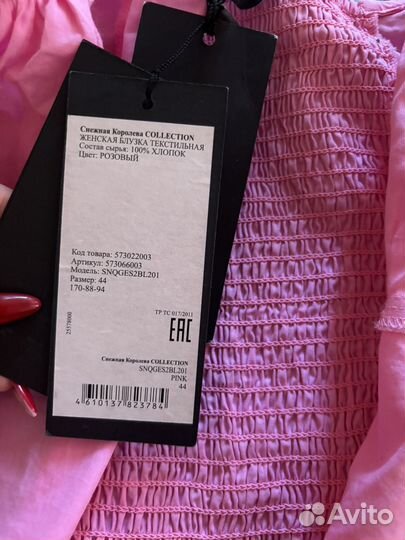 Снежная Королева COLLECTION
ЖЕНСКАЯ БЛУЗКА ТЕКСТИЛЬНАЯ
Состав сырья: 100% ХЛОПОК
Цвет: РОЗОВЫЙ
Код товара: 573022003
Артикул: 573066003
Модель: SNQGES2BL201
Размер: 44
170-88-94
ТР ТС 017/2011
EAC
25578000
Снежная Королева COLLECTION
SNQGES2BL201
PINK
44
4610137823784
Avito